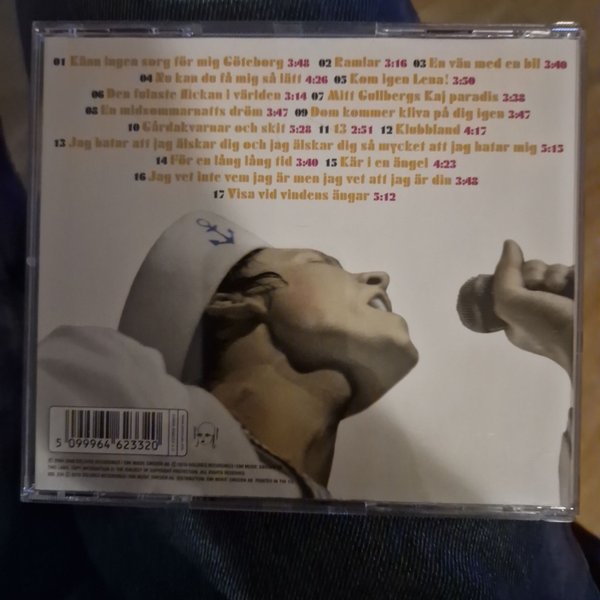 01 Känn ingen sorg för mig Göteborg 3:48 02 Ramlar 3:16 03 En vän med en bil 3:40
04 Nu kan du få mig så lätt 4:26 05 Kom igen Lena! 3:50
06 Den fulaste flickan i världen 3:14 07 Mitt Gullbergs Kaj paradis 3:38
08 En midsommarnatts dröm 3:47 09 Dom kommer kliva på dig igen 3:47
10 Gårdakvarnar och skit 5:28 11 13 2:51 12 Klubbland 4:17
13 Jag hatar att jag älskar dig och jag älskar dig så mycket att jag hatar mig 5:15
14 För en lång lång tid 3:40 15 Kär i en ängel 4:23
16 Jag vet inte vem jag är men jag vet att jag är din 3:48
17 Visa vid vindens ängar 5:12
5 099964 623320